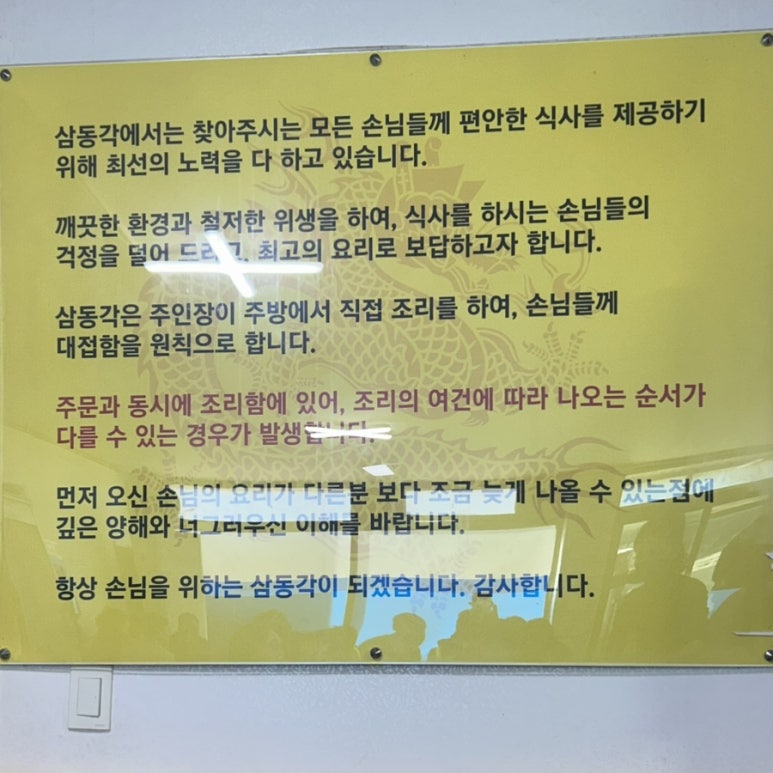 삼동각에서는 찾아주시는 모든 손님들께 편안한 식사를 제공하기
위해 최선의 노력을 다 하고 있습니다.
깨끗한 환경과 철저한 위생을 하여, 식사를 하시는 손님들의
걱정을 덜어 드리고, 최고의 요리로 보답하고자 합니다.
삼동각은 주인장이 주방에서 직접 조리를 하여, 손님들께
대접함을 원칙으로 합니다.
주문과 동시에 조리함에 있어, 조리의 여건에 따라 나오는 순서가
다를 수 있는 경우가 발생합니다.
먼저 오신 손님의 요리가 다른분 보다 조금 늦게 나올 수 있는점에
깊은 양해와 너그러우신 이해를 바랍니다.
항상 손님을 위하는 삼동각이 되겠습니다. 감사합니다.